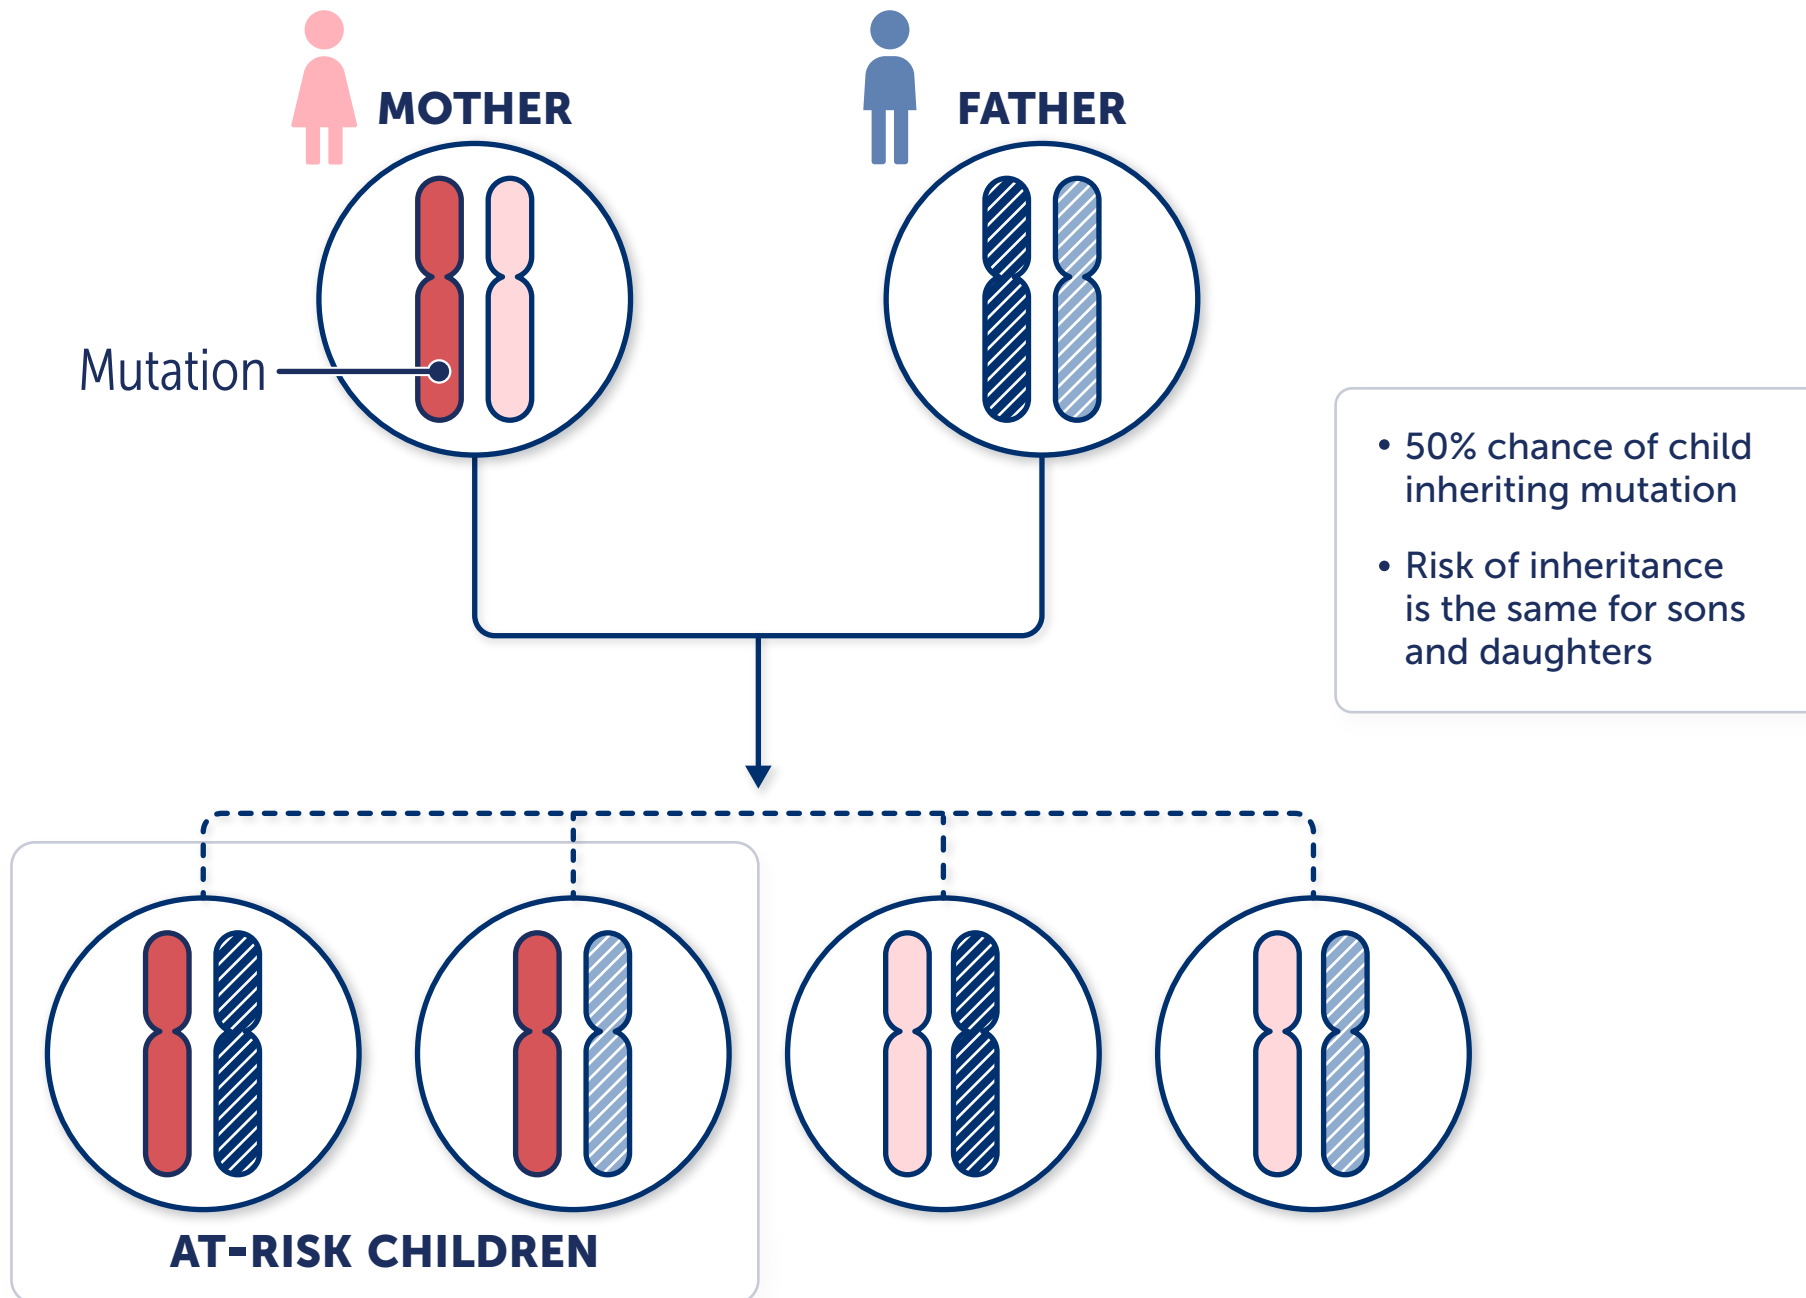 MOTHER
FATHER
Mutation
• 50% chance of child
inheriting mutation
• Risk of inheritance
is the same for sons
and daughters
AT-RISK CHILDREN